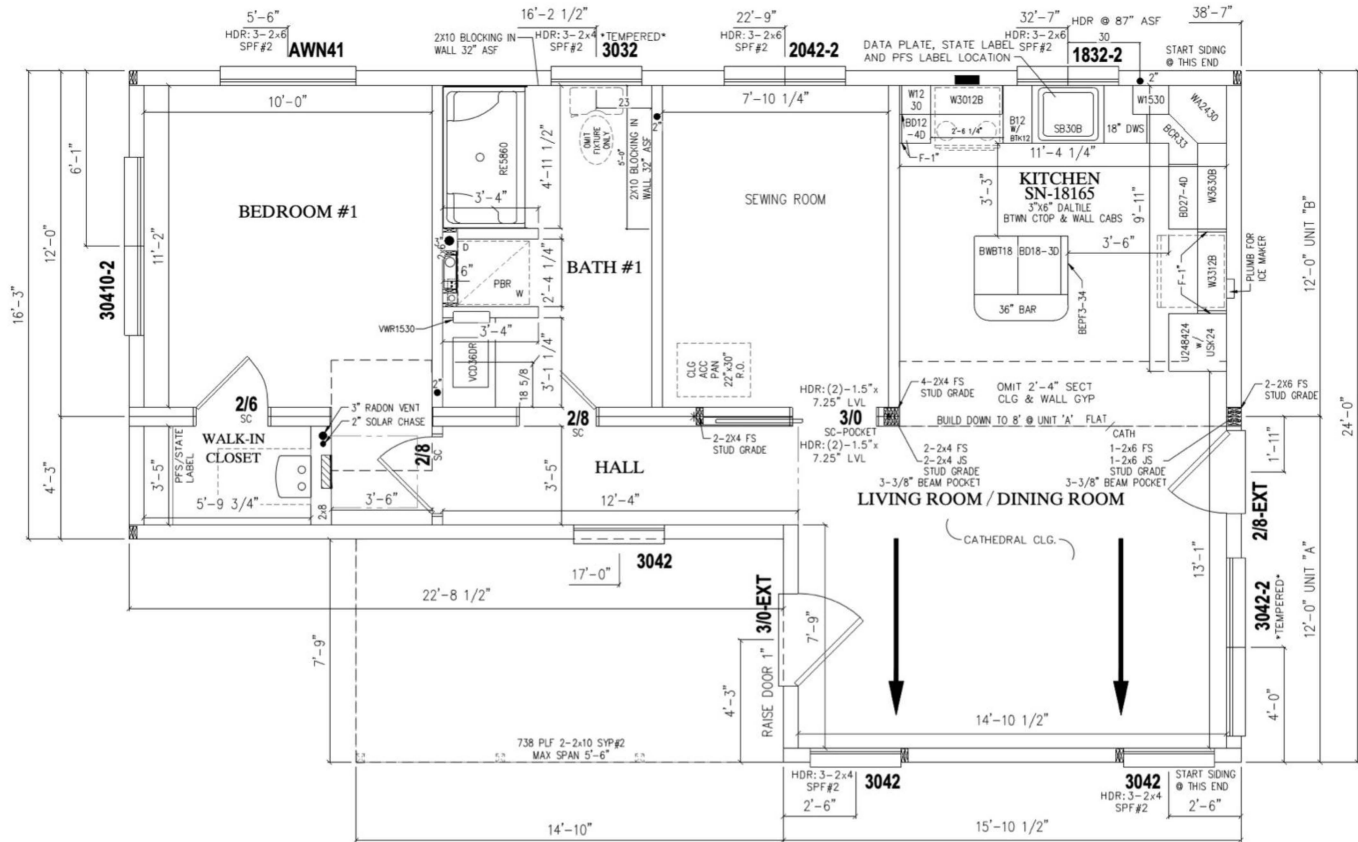 5'-6"
HDR: 3-2x6
SPF#2
AWN41
16'-2 1/2"
2X10 BLOCKING IN
WALL 32" ASF
HDR: 3-2x4
SPF#2
*TEMPERED*
3032
22'-9"
HDR: 3-2x6
SPF#2
2042-2
DATA PLATE, STATE LABEL
AND PFS LABEL LOCATION
32'-7"
HDR: 3-2x6
SPF#2
HDR @ 87" ASF
30
1832-2
2"
38'-7"
START SIDING
@ THIS END
10'-0"
RE5860
4'-11 1/2"
3'-4"
23
OMIT
FIXTURE
ONLY
5'-0"
2X10 BLOCKING IN
WALL 32" ASF
2"
7'-10 1/4"
W12
30
BD12
-4D
F-1"
W3012B
2'-6 1/4"
B12
W/
BTK12
SB30B
18" DWS
W1530
WA2430
BCR33
11'-4 1/4"
6'-1"
12'-0"
16'-3"
4'-3"
30410-2
11'-2"
BEDROOM #1
SEWING ROOM
KITCHEN
SN-18165
3"X6" DALTILE
BTWN CTOP & WALL CABS
3'-3"
9'-11"
BD27-4D
W3630B
3'-6"
W3312B
F-1"
PLUMB FOR
ICE MAKER
12'-0" UNIT "B"
BWBT18
BD18-3D
36" BAR
BEPF3-34
U248424
w/
USK24
D
6"
PBR
W
2'-4 1/4"
BATH #1
VWR1530
3'-4"
VCD36DR
3'-1 1/4"
18 5/8
2"
CLG
ACC
PAN
22"x30"
R.O.
HDR: (2)-1.5"x
7.25" LVL
4-2X4 FS
STUD GRADE
OMIT 2'-4" SECT
CLG & WALL GYP
BUILD DOWN TO 8' @ UNIT 'A'
FLAT
CATH
2-2X6 FS
STUD GRADE
24'-0"
2/6
SC
3" RADON VENT
2" SOLAR CHASE
2/8
SC
2-2X4 FS
STUD GRADE
3/0
SC-POCKET
HDR: (2)-1.5"x
7.25" LVL
2-2X4 FS
2-2x4 JS
STUD GRADE
3-3/8" BEAM POCKET
1-2X6 FS
1-2x6 JS
STUD GRADE
3-3/8" BEAM POCKET
1'-11"
WALK-IN
CLOSET
PFS/STATE
LABEL
3'-5"
5'-9 3/4"
2x8
3'-6"
2/8
SC
HALL
3'-5"
12'-4"
LIVING ROOM / DINING ROOM
CATHEDRAL CLG.
2/8-EXT
13'-1"
3042
17'-0"
22'-8 1/2"
7'-9"
3/0-EXT
RAISE DOOR 1"
4'-3"
7'-9"
3042-2
*TEMPERED*
12'-0" UNIT "A"
4'-0"
14'-10 1/2"
738 PLF 2-2x10 SYP#2
MAX SPAN 5'-6"
HDR: 3-2x4
SPF#2
3042
2'-6"
3042
HDR: 3-2x4
SPF#2
START SIDING
@ THIS END
2'-6"
14'-10"
15'-10 1/2"